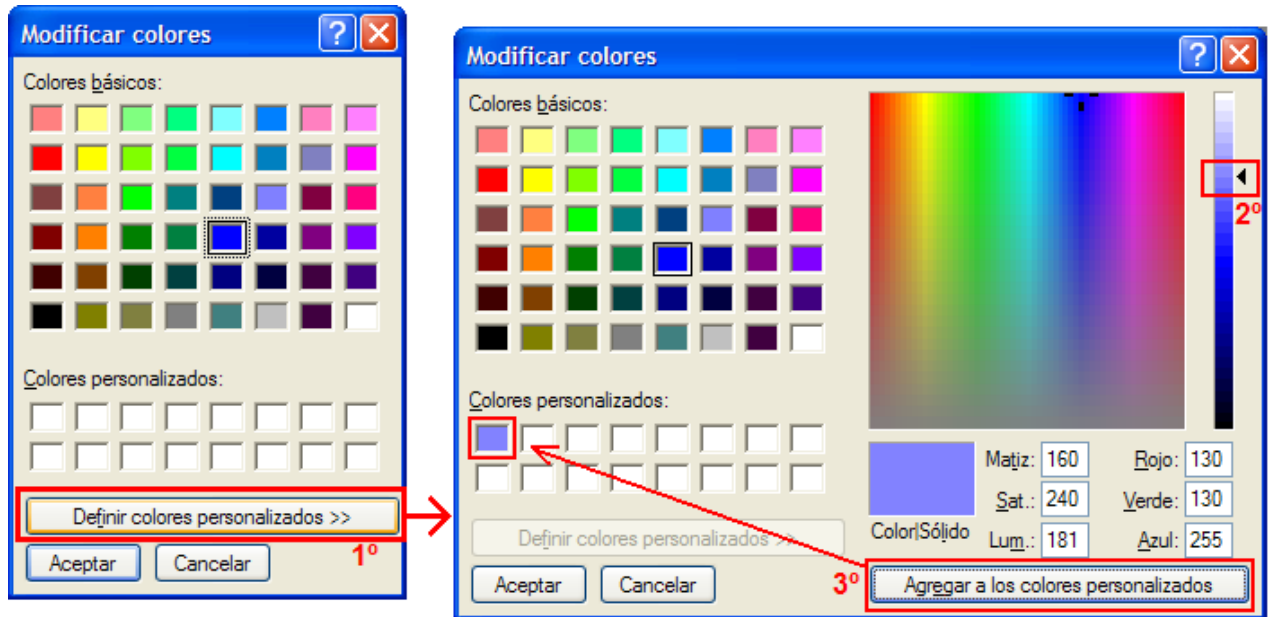 Modificar colores
Colores básicos:
Colores personalizados:
Definir colores personalizados >>
1º
Aceptar Cancelar
Modificar colores
Colores básicos:
2º
Colores personalizados:
Matiz: 160 Rojo: 130
Sat.: 240 Verde: 130
Color|Sólido Lum.: 181 Azul: 255
Definir colores personalizados >>
Aceptar Cancelar 3º Agregar a los colores personalizados